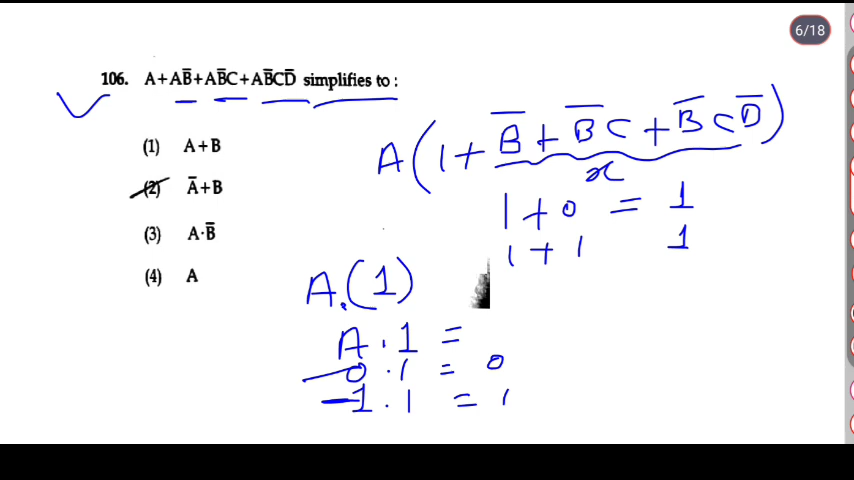 6/18
106. A + AB̅ + AB̅C + AB̅CD̅ simplifies to :
(1) A + B
(2) A̅ + B
(3) A·B̅
(4) A
A(1 + B̅ + B̅C + B̅CD̅)
x
1 + 0 = 1
1 + 1 1
A.(1)
A · 1 =
0 · 1 = 0
1 · 1 = 1